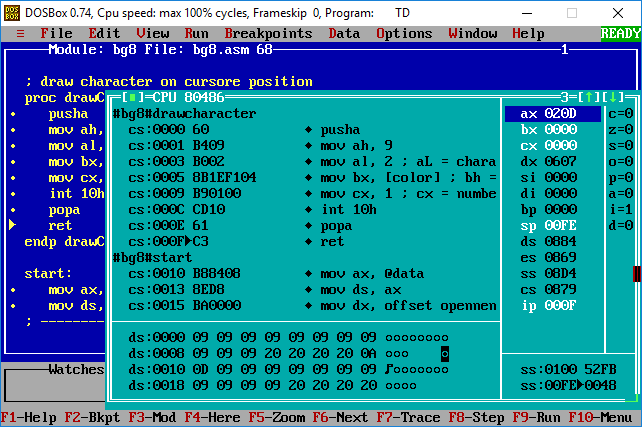 DOSBox 0.74, Cpu speed: max 100% cycles, Frameskip 0, Program: TD
≡ File Edit View Run Breakpoints Data Options Window Help READY
Module: bg8 File: bg8.asm 68 1
; draw character on cursore position
proc drawC
pusha
mov ah,
mov al,
mov bx,
mov cx,
int 10h
popa
ret
endp drawC
start:
mov ax,
mov ds,
; --------
[■]=CPU 80486 3=[↑][↓]
#bg8#drawcharacter
cs:0000 60 ♦ pusha
cs:0001 B409 ♦ mov ah, 9
cs:0003 B002 ♦ mov al, 2 ; aL = chara
cs:0005 8B1EF104 ♦ mov bx, [color] ; bh =
cs:0009 B90100 ♦ mov cx, 1 ; cx = numbe
cs:000C CD10 ♦ int 10h
cs:000E 61 ♦ popa
cs:000F►C3 ♦ ret
#bg8#start
cs:0010 B88408 ♦ mov ax, @data
cs:0013 8ED8 ♦ mov ds, ax
cs:0015 BA0000 ♦ mov dx, offset opennen
ax 020D c=0
bx 0000 z=0
cx 0000 s=0
dx 0607 o=0
si 0000 p=0
di 0000 a=0
bp 0000 i=1
sp 00FE d=0
ds 0884
es 0869
ss 08D4
cs 0879
ip 000F
ds:0000 09 09 09 09 09 09 09 09 ○○○○○○○○
ds:0008 09 09 09 20 20 20 20 0A ○○○ ◙
ds:0010 0D 09 09 09 09 09 09 09 ♪○○○○○○○
ds:0018 09 09 09 09 20 20 20 20 ○○○○
ss:0100 52FB
ss:00FE►0048
Watches
F1-Help F2-Bkpt F3-Mod F4-Here F5-Zoom F6-Next F7-Trace F8-Step F9-Run F10-Menu